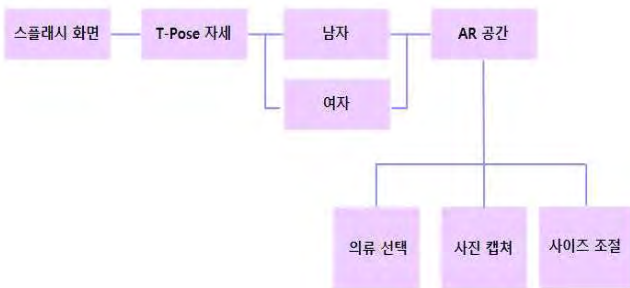 스플래시 화면
T-Pose 자세
남자
여자
AR 공간
의류 선택
사진 캡쳐
사이즈 조절